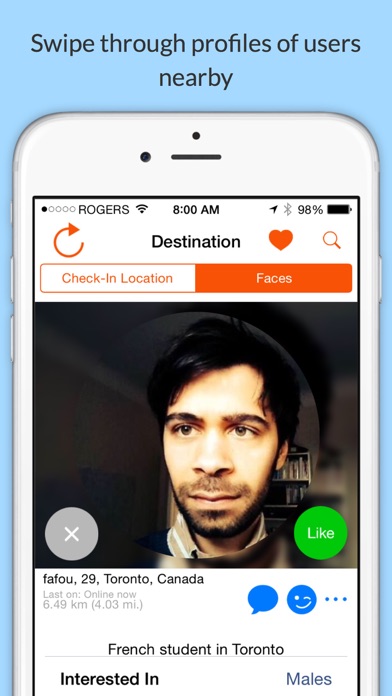 Swipe through profiles of users
nearby
ROGERS 8:00 AM 98%
Destination
Check-In Location Faces
Like
fafou, 29, Toronto, Canada
Last on: Online now
6.49 km (4.03 mi.)
French student in Toronto
Interested In Males